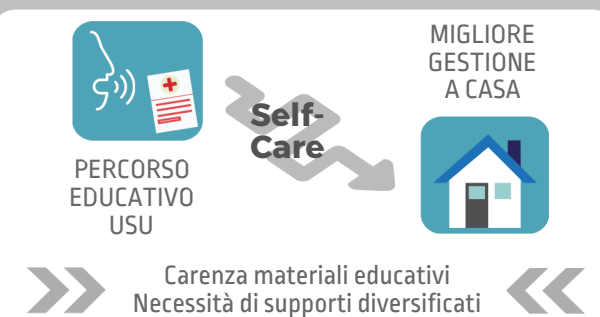 PERCORSO
EDUCATIVO
USU
Self-
Care
MIGLIORE
GESTIONE
A CASA
Carenza materiali educativi
Necessità di supporti diversificati